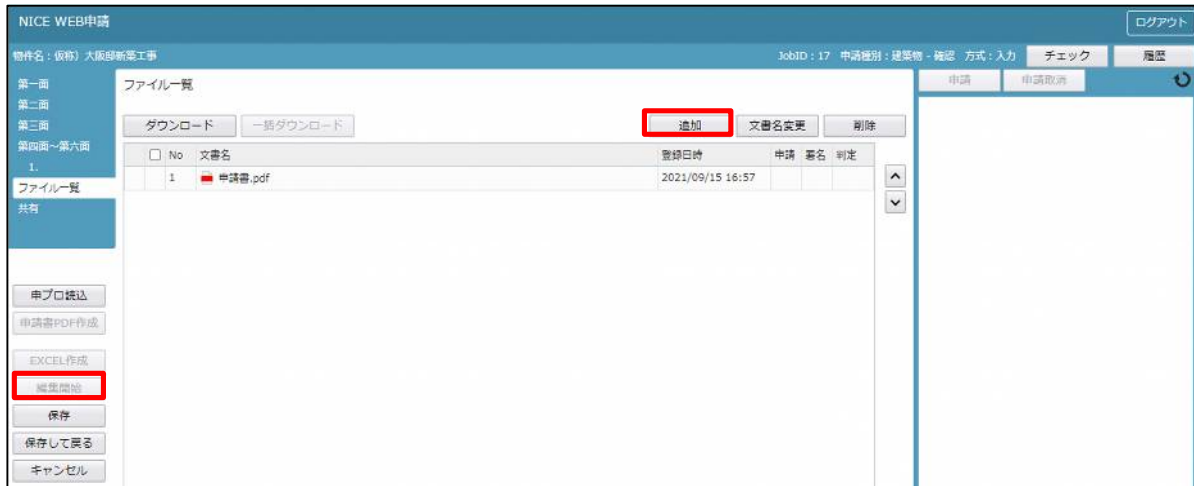 NICE WEB申請
ログアウト
物件名：仮称）大阪邸新築工事
JobID：17 申請種別：建築物 - 確認 方式：入力
チェック
履歴
第一面
第二面
第三面
第四面～第六面
1.
ファイル一覧
共有
申プロ読込
申請書PDF作成
EXCEL作成
編集開始
保存
保存して戻る
キャンセル
ファイル一覧
ダウンロード
一括ダウンロード
追加
文書名変更
削除
No 文書名 登録日時 申請 署名 判定
1 申請書.pdf 2021/09/15 16:57
申請
申請取消